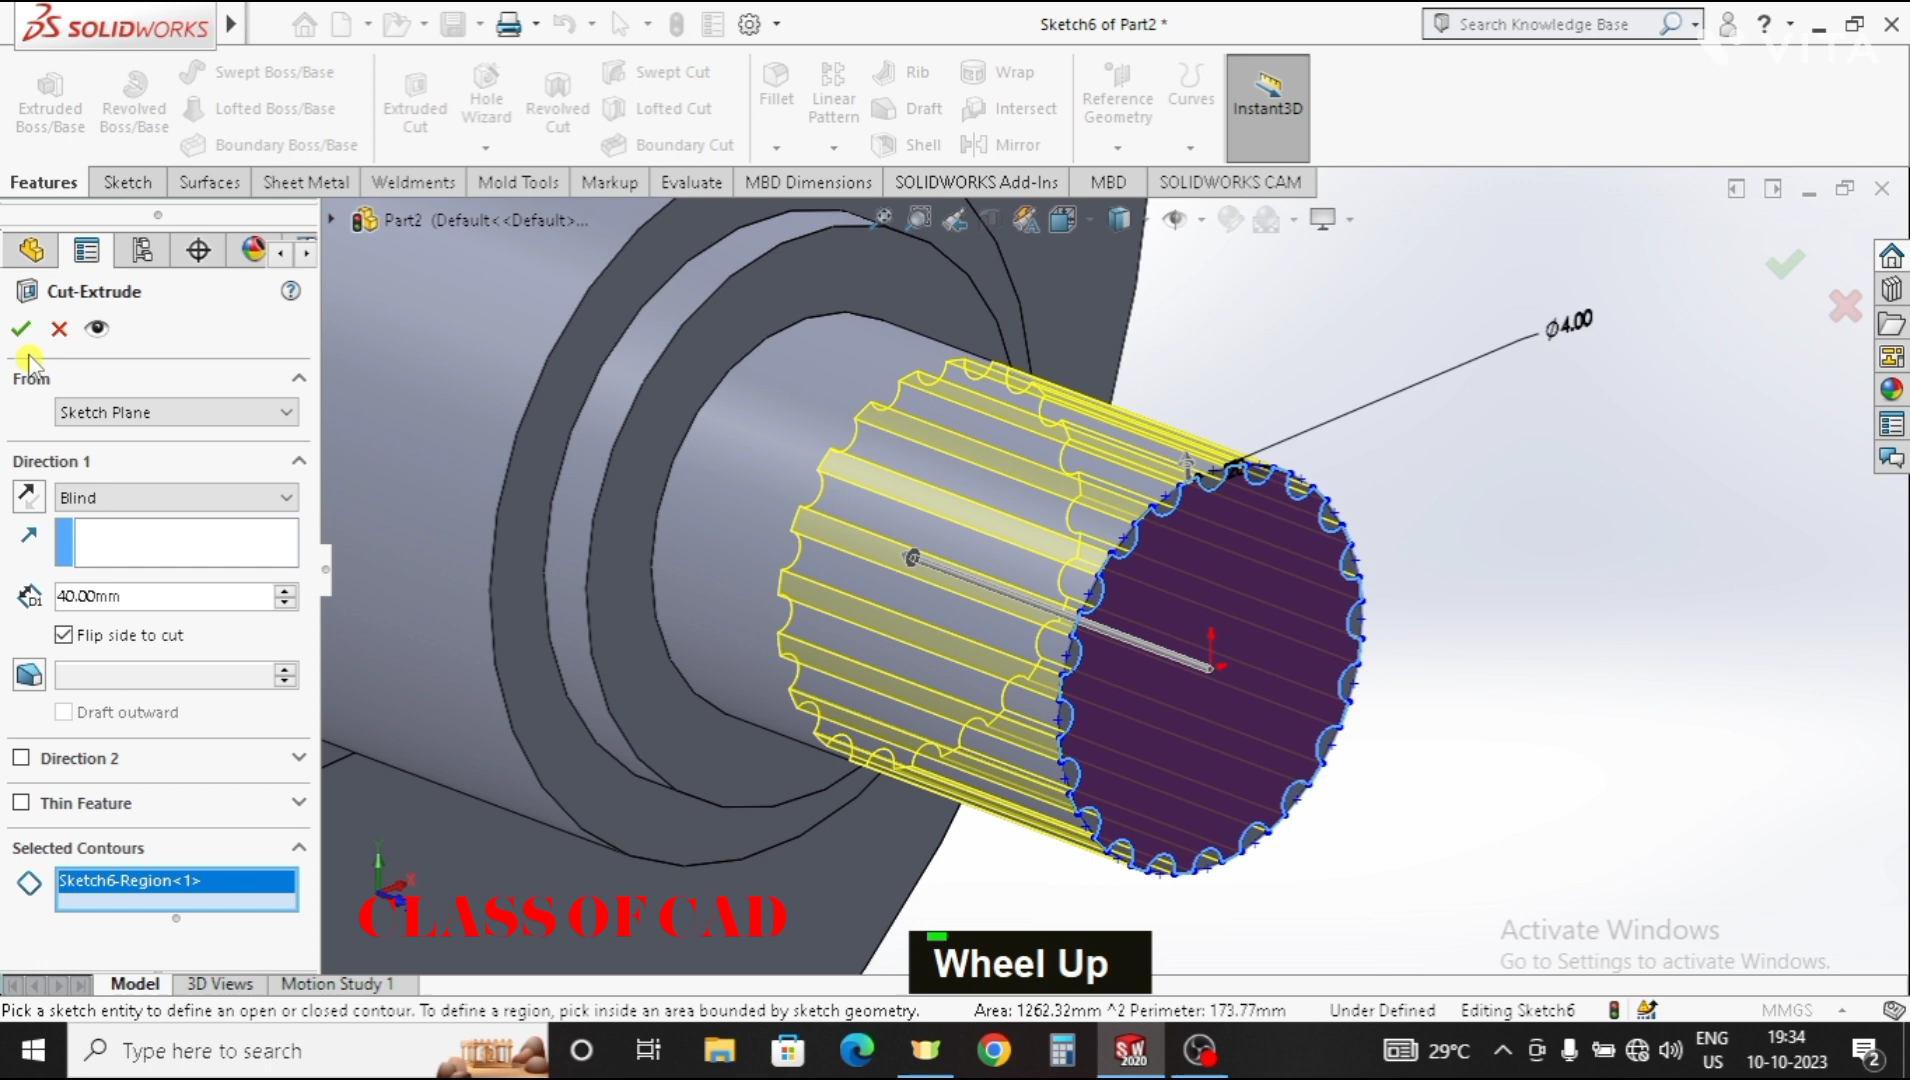 SOLIDWORKS
Sketch6 of Part2 *
Search Knowledge Base
?
VITA
Extruded Boss/Base
Revolved Boss/Base
Swept Boss/Base
Lofted Boss/Base
Boundary Boss/Base
Extruded Cut
Hole Wizard
Revolved Cut
Swept Cut
Lofted Cut
Boundary Cut
Fillet
Linear Pattern
Rib
Draft
Shell
Wrap
Intersect
Mirror
Reference Geometry
Curves
Instant3D
Features
Sketch
Surfaces
Sheet Metal
Weldments
Mold Tools
Markup
Evaluate
MBD Dimensions
SOLIDWORKS Add-Ins
MBD
SOLIDWORKS CAM
Part2 (Default<<Default>...
Cut-Extrude
From
Sketch Plane
Direction 1
Blind
D1
40.00mm
Flip side to cut
Draft outward
Direction 2
Thin Feature
Selected Contours
Sketch6-Region<1>
⌀4.00
CLASS OF CAD
Wheel Up
Activate Windows
Go to Settings to activate Windows.
Model
3D Views
Motion Study 1
Pick a sketch entity to define an open or closed contour. To define a region, pick inside an area bounded by sketch geometry.
Area: 1262.32mm ^2 Perimeter: 173.77mm
Under Defined
Editing Sketch6
MMGS
Type here to search
SW
2020
29°C
ENG
US
19:34
10-10-2023
2